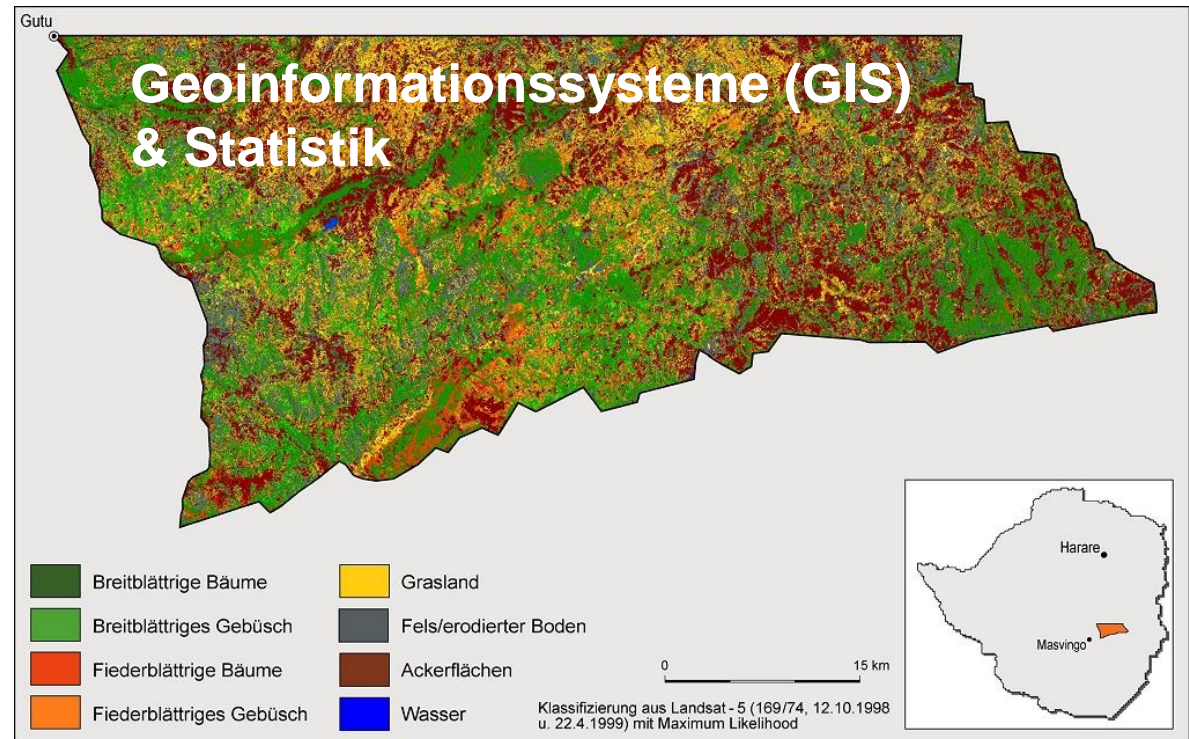 Gutu
Geoinformationssysteme (GIS)
& Statistik
Breitblättrige Bäume
Breitblättriges Gebüsch
Fiederblättrige Bäume
Fiederblättriges Gebüsch
Grasland
Fels/erodierter Boden
Ackerflächen
Wasser
0 15 km
Klassifizierung aus Landsat - 5 (169/74, 12.10.1998
u. 22.4.1999) mit Maximum Likelihood
Harare
Masvingo